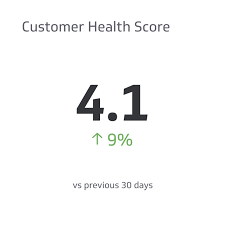 Customer Health Score
4.1
↑ 9%
vs previous 30 days